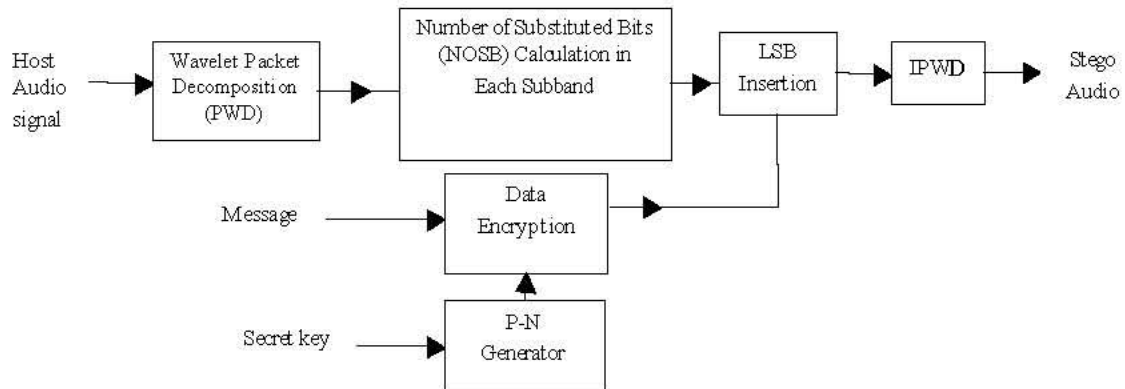 Host
Audio
signal
Wavelet Packet
Decomposition
(PWD)
Number of Substituted Bits
(NOSB) Calculation in
Each Subband
LSB
Insertion
IPWD
Stego
Audio
Message
Data
Encryption
Secret key
P-N
Generator